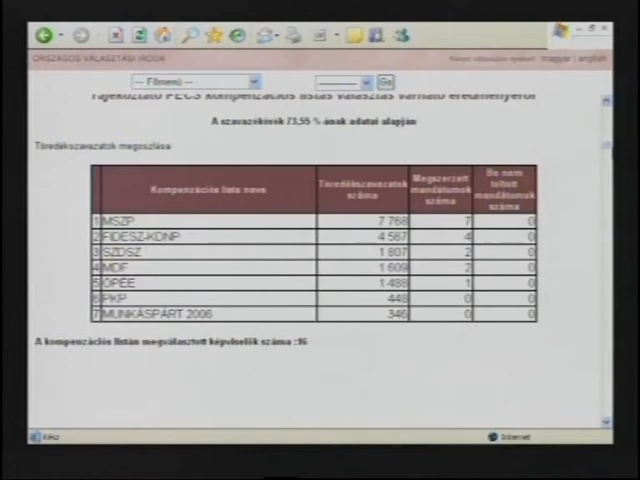 ORSZÁGOS VÁLASZTÁSI IRODA
magyar | english
--- Főmenü ---
Go
Tájékoztató PÉCS kompenzációs listás választás várható eredményéről
A szavazókörök 73,55 %-ának adatai alapján
Töredékszavazatok megoszlása
Kompenzációs lista neve
Töredékszavazatok száma
Megszerzett mandátumok száma
Be nem töltött mandátumok száma
1 MSZP 7 768 7 0
2 FIDESZ-KDNP 4 567 4 0
3 SZDSZ 1 807 2 0
4 MDF 1 609 2 0
5 ÖPÉE 1 488 1 0
6 PKP 448 0 0
7 MUNKÁSPÁRT 2006 346 0 0
A kompenzációs listán megválasztott képviselők száma :16
Kész
Internet